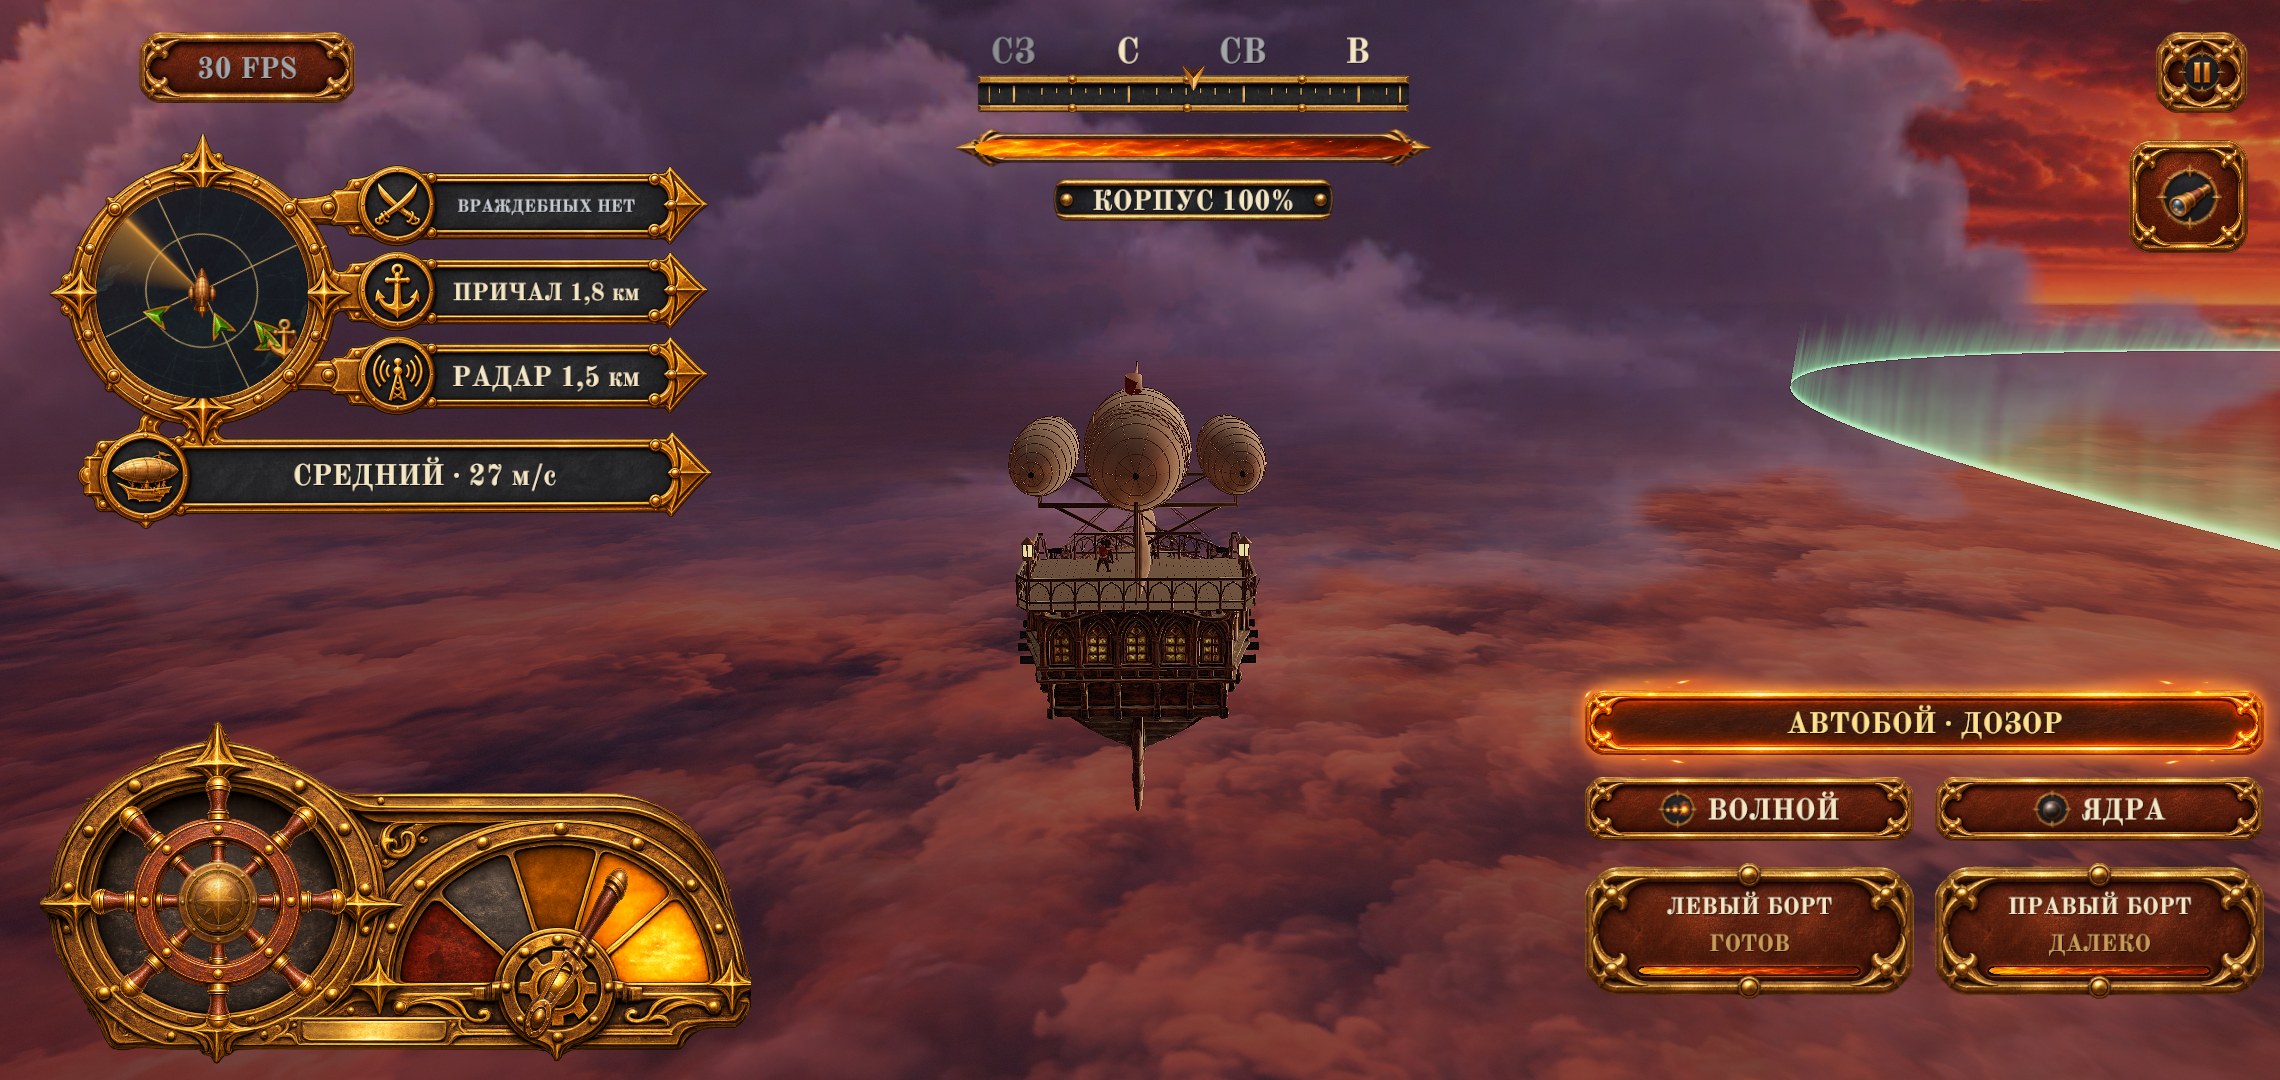 30 FPS
СЗ С СВ В
КОРПУС 100%
ВРАЖДЕБНЫХ НЕТ
ПРИЧАЛ 1,8 км
РАДАР 1,5 км
СРЕДНИЙ · 27 м/с
АВТОБОЙ · ДОЗОР
ВОЛНОЙ
ЯДРА
ЛЕВЫЙ БОРТ
ГОТОВ
ПРАВЫЙ БОРТ
ДАЛЕКО